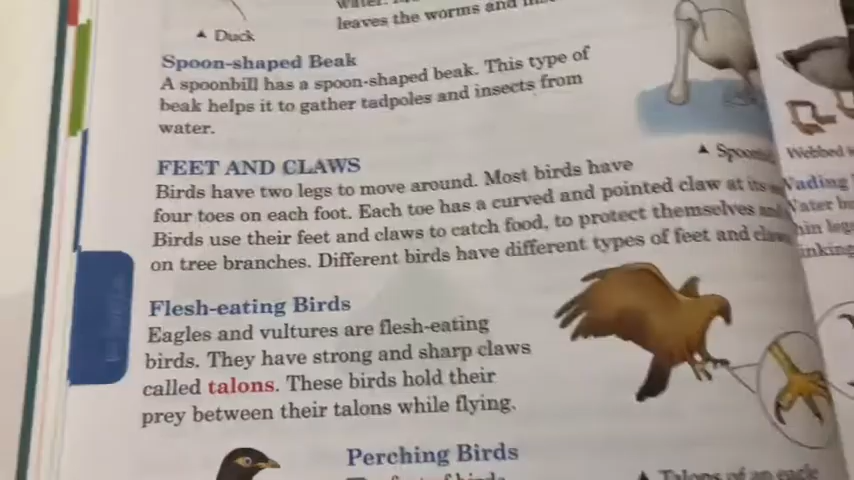 leaves the worms and
▲ Duck
Spoon-shaped Beak
A spoonbill has a spoon-shaped beak. This type of
beak helps it to gather tadpoles and insects from
water.
FEET AND CLAWS
Birds have two legs to move around. Most birds have
four toes on each foot. Each toe has a curved and pointed claw at its
Birds use their feet and claws to catch food, to protect themselves
on tree branches. Different birds have different types of feet and
Flesh-eating Birds
Eagles and vultures are flesh-eating
birds. They have strong and sharp claws
called talons. These birds hold their
prey between their talons while flying.
Perching Birds
▲ Talons of an eagle
Webbed